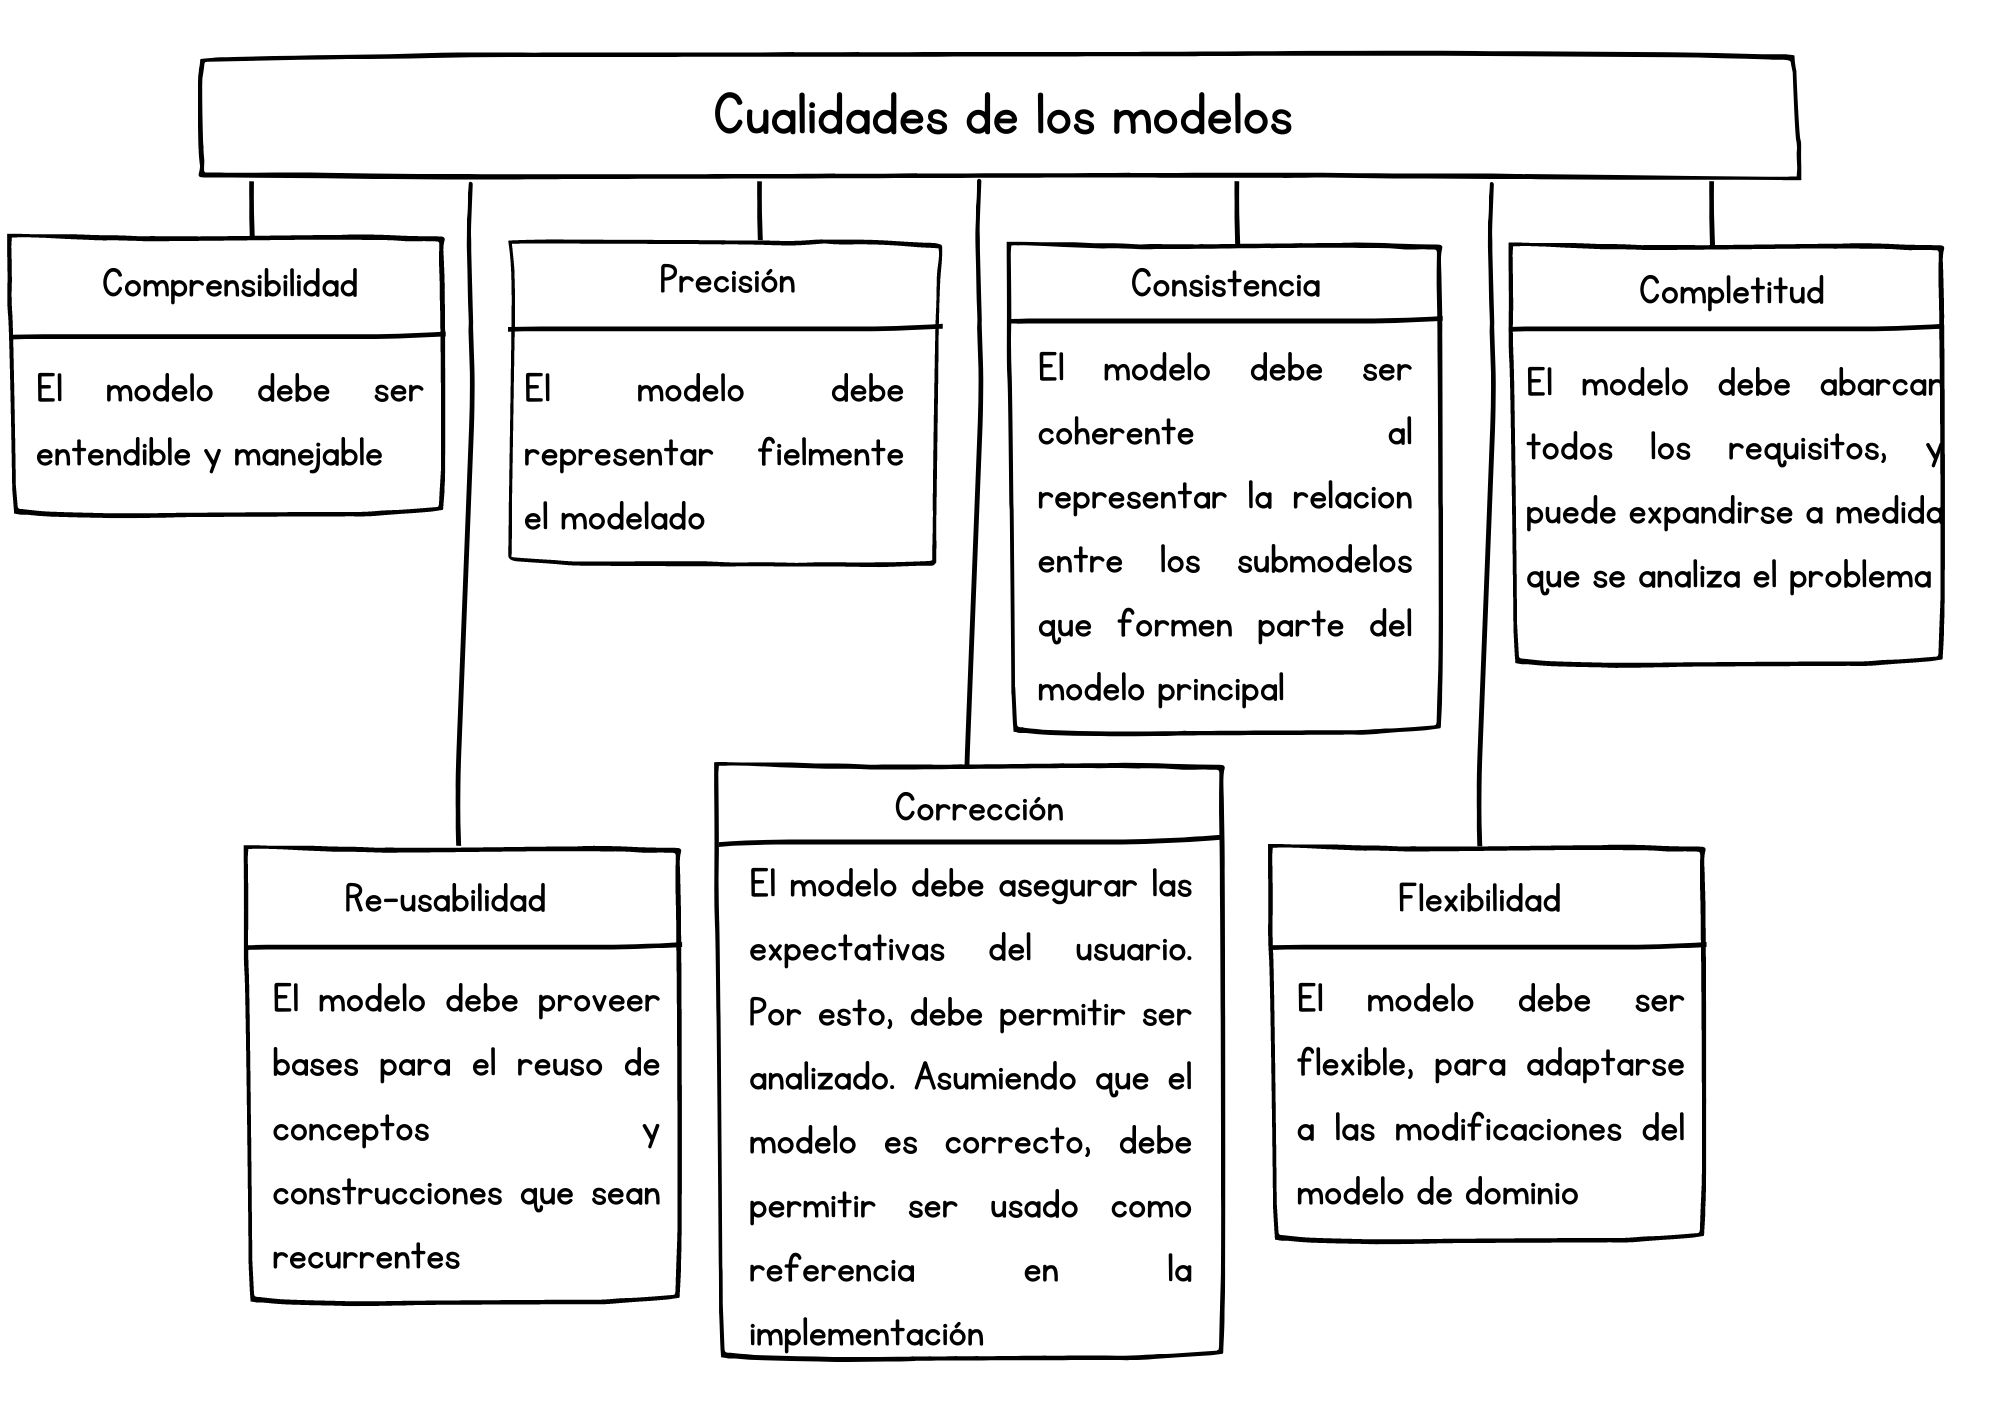 Cualidades de los modelos
Comprensibilidad
El modelo debe ser
entendible y manejable
Precisión
El modelo debe
representar fielmente
el modelado
Consistencia
El modelo debe ser
coherente al
representar la relacion
entre los submodelos
que formen parte del
modelo principal
Completitud
El modelo debe abarcar
todos los requisitos, y
puede expandirse a medida
que se analiza el problema
Re-usabilidad
El modelo debe proveer
bases para el reuso de
conceptos y
construcciones que sean
recurrentes
Corrección
El modelo debe asegurar las
expectativas del usuario.
Por esto, debe permitir ser
analizado. Asumiendo que el
modelo es correcto, debe
permitir ser usado como
referencia en la
implementación
Flexibilidad
El modelo debe ser
flexible, para adaptarse
a las modificaciones del
modelo de dominio